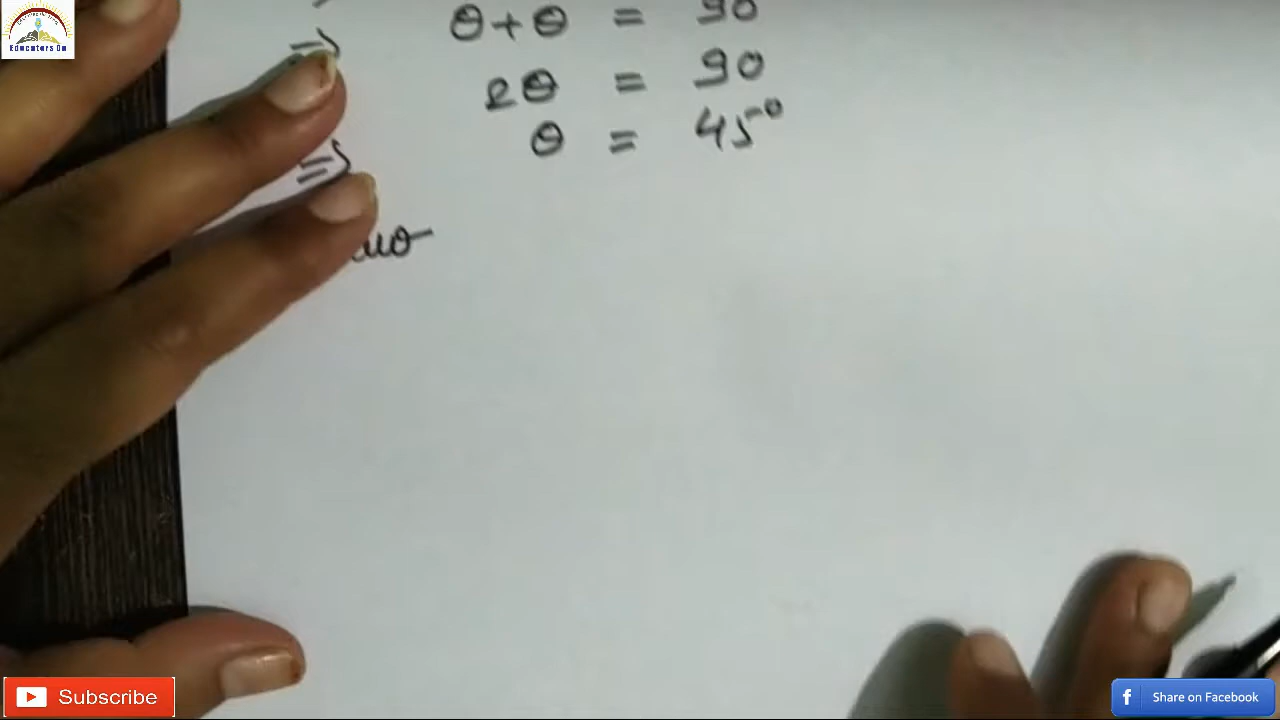 Educators On
=> θ+θ = 90
2θ = 90
=> θ = 45°
Subscribe
f Share on Facebook